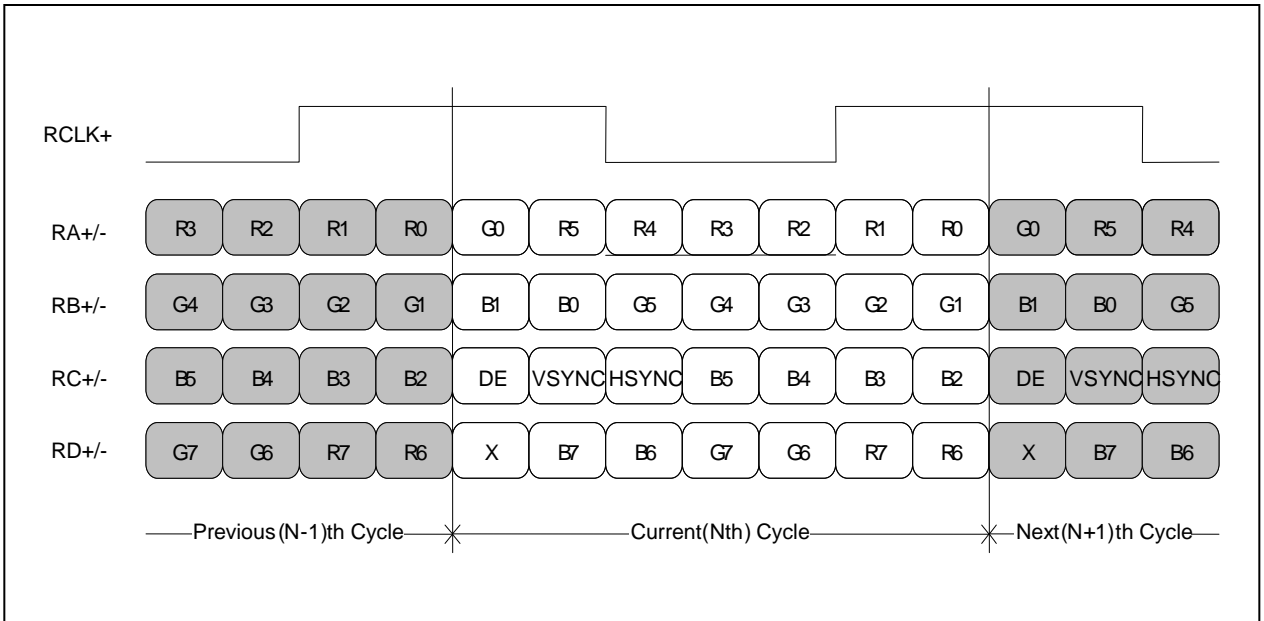 RCLK+
RA+/- R3 R2 R1 R0 G0 R5 R4 R3 R2 R1 R0 G0 R5 R4
RB+/- G4 G3 G2 G1 B1 B0 G5 G4 G3 G2 G1 B1 B0 G5
RC+/- B5 B4 B3 B2 DE VSYNC HSYNC B5 B4 B3 B2 DE VSYNC HSYNC
RD+/- G7 G6 R7 R6 X B7 B6 G7 G6 R7 R6 X B7 B6
Previous(N-1)th Cycle Current(Nth) Cycle Next(N+1)th Cycle